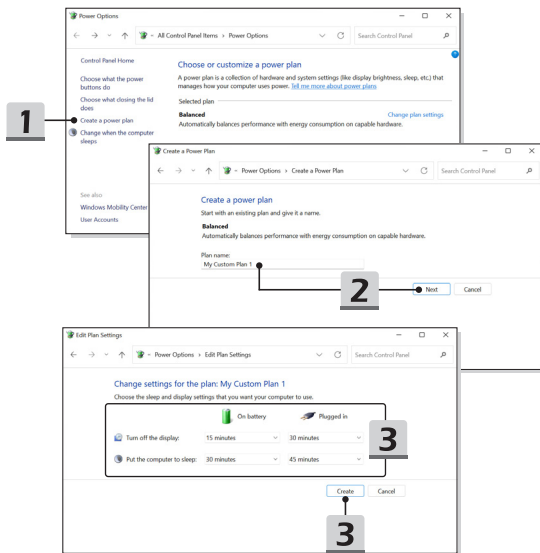 Power Options
All Control Panel Items › Power Options
Search Control Panel
Control Panel Home
Choose what the power
buttons do
Choose what closing the lid
does
Create a power plan
Change when the computer
sleeps
See also
Windows Mobility Center
User Accounts
Choose or customize a power plan
A power plan is a collection of hardware and system settings (like display brightness, sleep, etc.) that
manages how your computer uses power. Tell me more about power plans
Selected plan
Balanced
Change plan settings
Automatically balances performance with energy consumption on capable hardware.
1
Create a Power Plan
Power Options › Create a Power Plan
Search Control Panel
Create a power plan
Start with an existing plan and give it a name.
Balanced
Automatically balances performance with energy consumption on capable hardware.
Plan name:
My Custom Plan 1
2
Next
Cancel
Edit Plan Settings
Power Options › Edit Plan Settings
Search Control Panel
Change settings for the plan: My Custom Plan 1
Choose the sleep and display settings that you want your computer to use.
On battery
Plugged in
Turn off the display:
15 minutes
30 minutes
Put the computer to sleep:
30 minutes
45 minutes
3
Create
Cancel
3